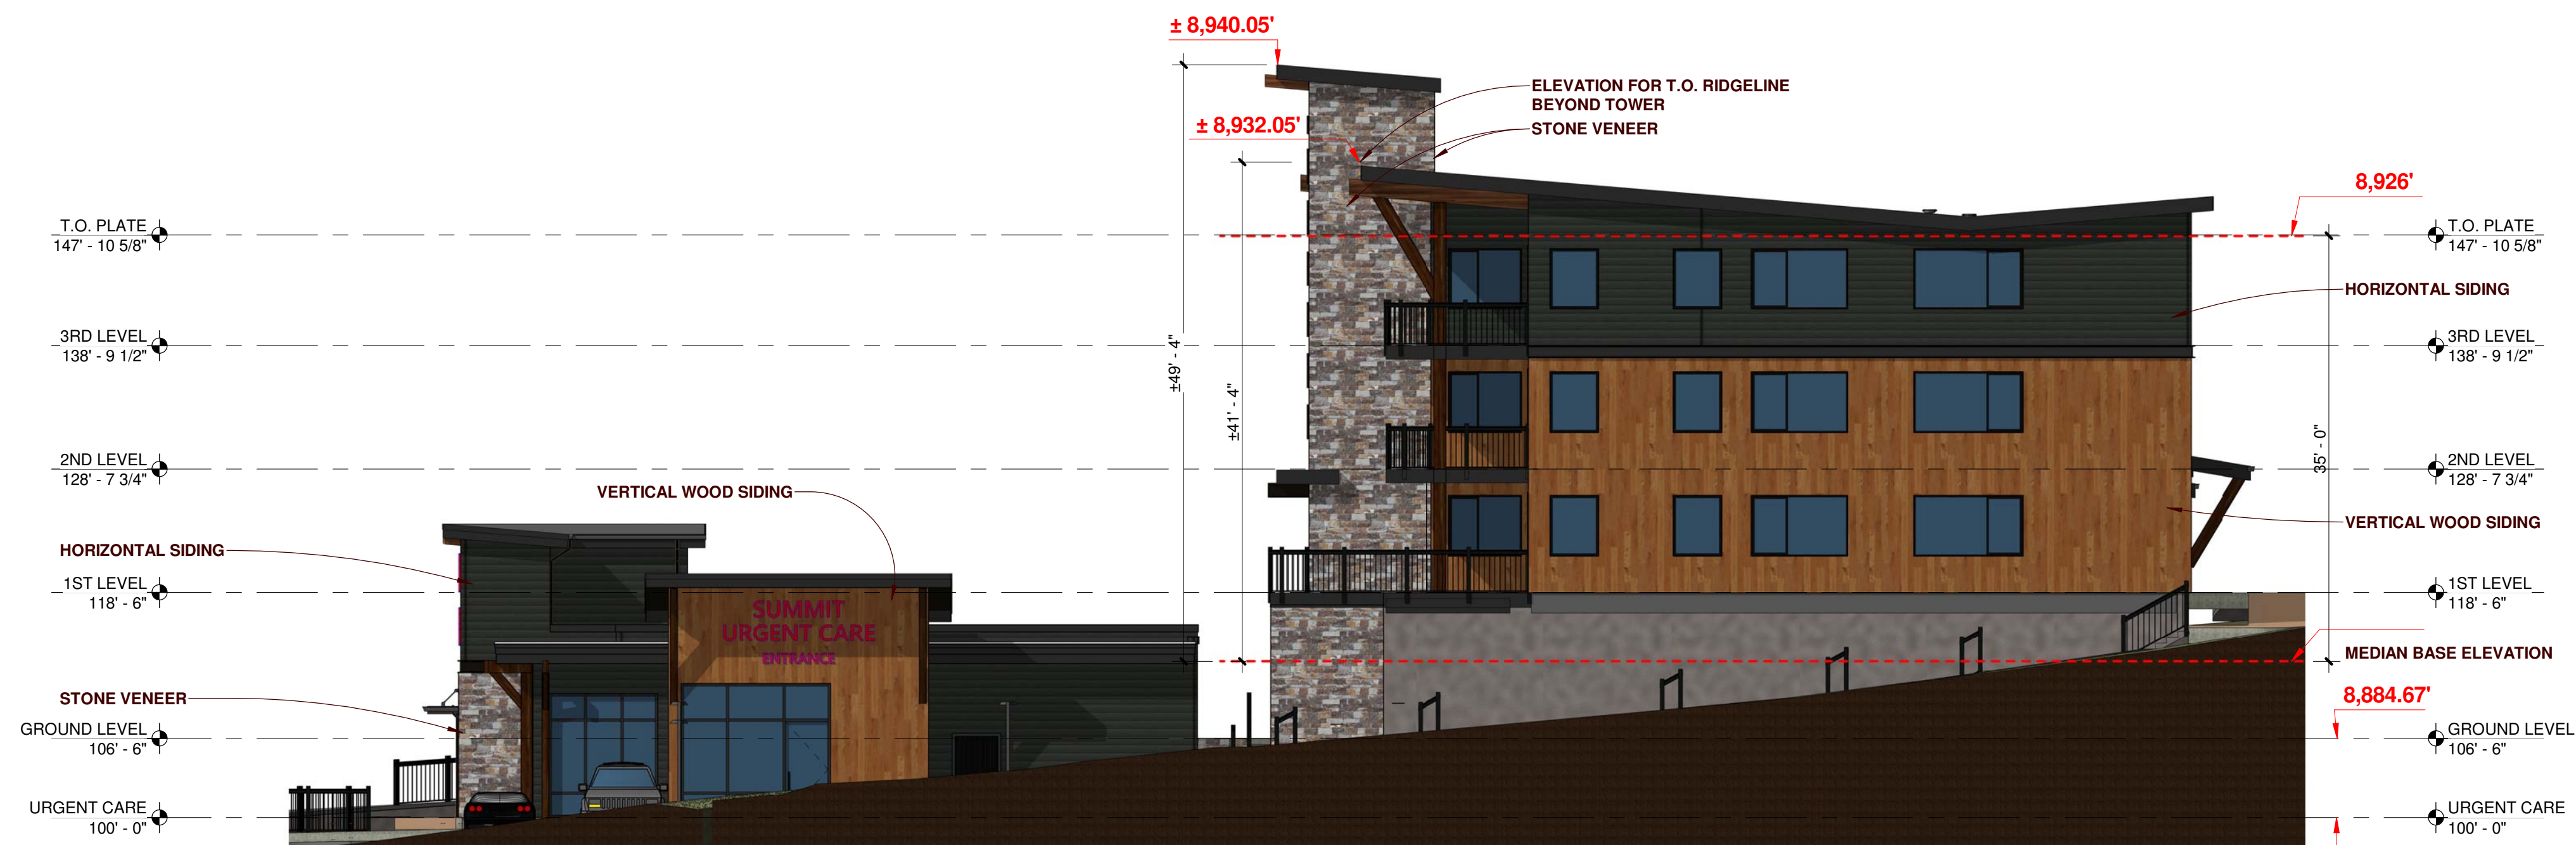 ± 8,940.05'
ELEVATION FOR T.O. RIDGELINE
BEYOND TOWER
± 8,932.05'
STONE VENEER
8,926'
T.O. PLATE
147' - 10 5/8"
T.O. PLATE
147' - 10 5/8"
HORIZONTAL SIDING
3RD LEVEL
138' - 9 1/2"
±49' - 4"
±41' - 4"
3RD LEVEL
138' - 9 1/2"
35' - 0"
2ND LEVEL
128' - 7 3/4"
2ND LEVEL
128' - 7 3/4"
VERTICAL WOOD SIDING
VERTICAL WOOD SIDING
HORIZONTAL SIDING
1ST LEVEL
118' - 6"
1ST LEVEL
118' - 6"
SUMMIT
URGENT CARE
ENTRANCE
MEDIAN BASE ELEVATION
STONE VENEER
8,884.67'
GROUND LEVEL
106' - 6"
GROUND LEVEL
106' - 6"
URGENT CARE
100' - 0"
URGENT CARE
100' - 0"